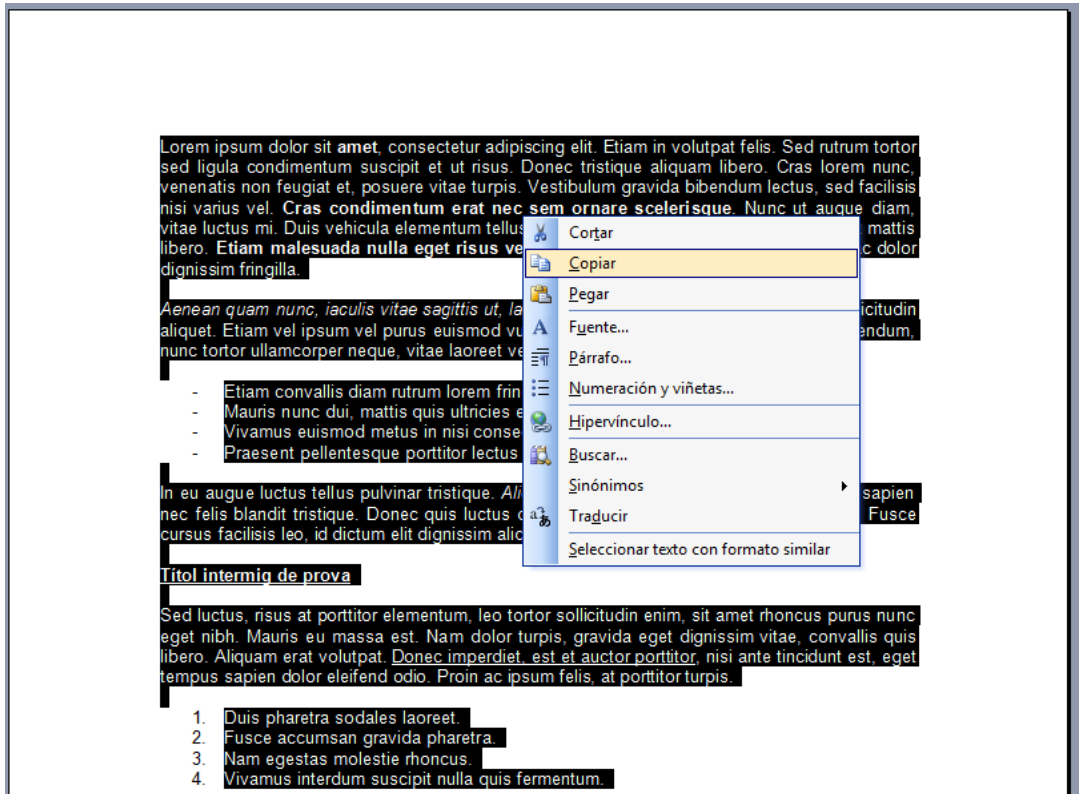 Lorem ipsum dolor sit amet, consectetur adipiscing elit. Etiam in volutpat felis. Sed rutrum tortor
sed ligula condimentum suscipit et ut risus. Donec tristique aliquam libero. Cras lorem nunc,
venenatis non feugiat et, posuere vitae turpis. Vestibulum gravida bibendum lectus, sed facilisis
nisi varius vel. Cras condimentum erat nec sem ornare scelerisque. Nunc ut augue diam,
vitae luctus mi. Duis vehicula elementum tellus mattis
libero. Etiam malesuada nulla eget risus dolor
dignissim fringilla.
Aenean quam nunc, iaculis vitae sagittis ut,
aliquet. Etiam vel ipsum vel purus euismod
nunc tortor ullamcorper neque, vitae laoreet
- Etiam convallis diam rutrum lorem
- Mauris nunc dui, mattis quis ultricies
- Vivamus euismod metus in nisi
- Praesent pellentesque porttitor lectus
In eu augue luctus tellus pulvinar tristique. sapien
nec felis blandit tristique. Donec quis luctus Fusce
cursus facilisis leo, id dictum elit dignissim
Títol intermig de prova
Sed luctus, risus at porttitor elementum, leo tortor sollicitudin enim, sit amet rhoncus purus nunc
eget nibh. Mauris eu massa est. Nam dolor turpis, gravida eget dignissim vitae, convallis quis
libero. Aliquam erat volutpat. Donec imperdiet, est et auctor porttitor, nisi ante tincidunt est, eget
tempus sapien dolor eleifend odio. Proin ac ipsum felis, at porttitor turpis.
1. Duis pharetra sodales laoreet.
2. Fusce accumsan gravida pharetra.
3. Nam egestas molestie rhoncus.
4. Vivamus interdum suscipit nulla quis fermentum.
Cortar
Copiar
Pegar
Fuente...
Párrafo...
Numeración y viñetas...
Hipervínculo...
Buscar...
Sinónimos
Traducir
Seleccionar texto con formato similar